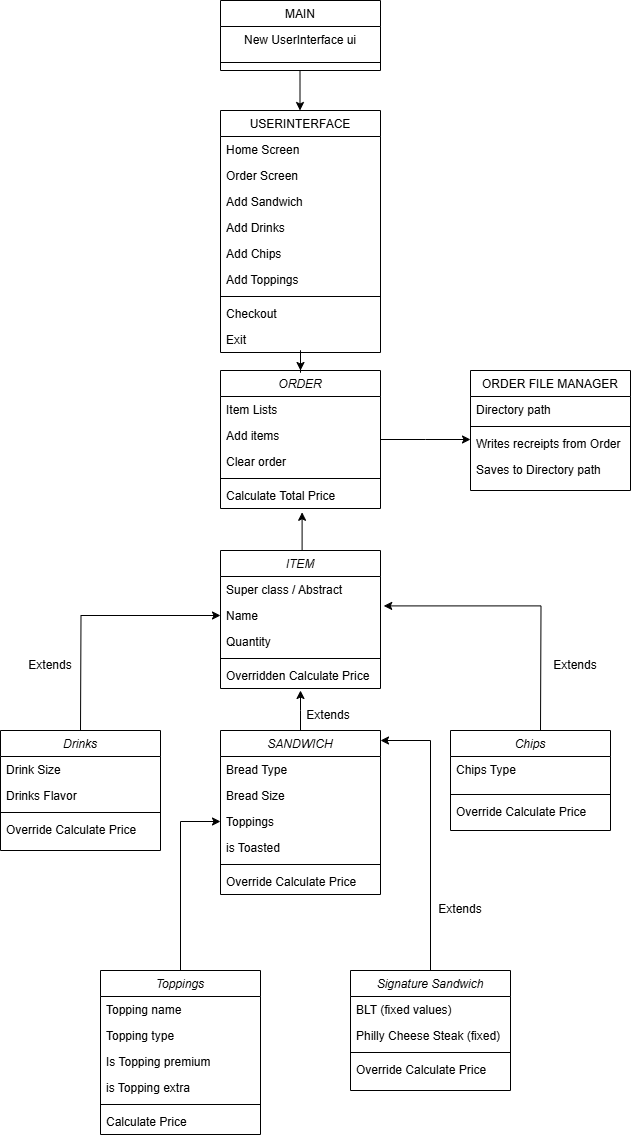 MAIN
New UserInterface ui
USERINTERFACE
Home Screen
Order Screen
Add Sandwich
Add Drinks
Add Chips
Add Toppings
Checkout
Exit
ORDER
Item Lists
Add items
Clear order
Calculate Total Price
ORDER FILE MANAGER
Directory path
Writes recreipts from Order
Saves to Directory path
ITEM
Super class / Abstract
Name
Quantity
Overridden Calculate Price
Extends
Extends
Extends
Drinks
Drink Size
Drinks Flavor
Override Calculate Price
SANDWICH
Bread Type
Bread Size
Toppings
is Toasted
Override Calculate Price
Chips
Chips Type
Override Calculate Price
Extends
Toppings
Topping name
Topping type
Is Topping premium
is Topping extra
Calculate Price
Signature Sandwich
BLT (fixed values)
Philly Cheese Steak (fixed)
Override Calculate Price